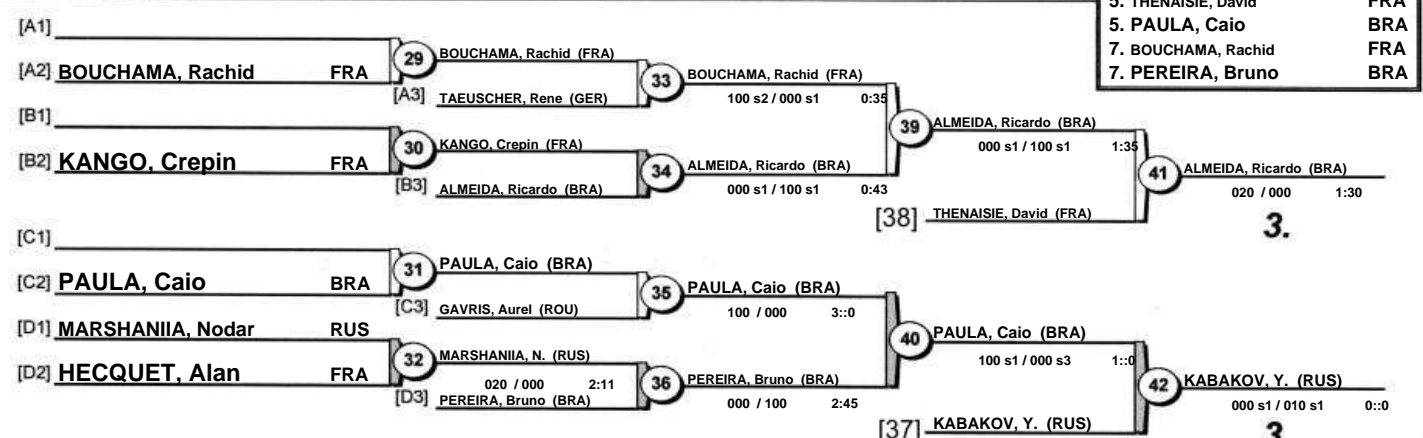 5. THENAISIE, David FRA
5. PAULA, Caio BRA
7. BOUCHAMA, Rachid FRA
7. PEREIRA, Bruno BRA
[A1]
[A2] BOUCHAMA, Rachid FRA
29
BOUCHAMA, Rachid (FRA)
[A3] TAEUSCHER, Rene (GER)
33
BOUCHAMA, Rachid (FRA)
100 s2 / 000 s1 0:35
[B1]
[B2] KANGO, Crepin FRA
30
KANGO, Crepin (FRA)
[B3] ALMEIDA, Ricardo (BRA)
34
ALMEIDA, Ricardo (BRA)
000 s1 / 100 s1 0:43
39
ALMEIDA, Ricardo (BRA)
000 s1 / 100 s1 1:35
[38] THENAISIE, David (FRA)
41
ALMEIDA, Ricardo (BRA)
020 / 000 1:30
3.
[C1]
[C2] PAULA, Caio BRA
31
PAULA, Caio (BRA)
[C3] GAVRIS, Aurel (ROU)
35
PAULA, Caio (BRA)
100 / 000 3::0
[D1] MARSHANIIA, Nodar RUS
[D2] HECQUET, Alan FRA
32
MARSHANIIA, N. (RUS)
020 / 000 2:11
[D3] PEREIRA, Bruno (BRA)
36
PEREIRA, Bruno (BRA)
000 / 100 2:45
40
PAULA, Caio (BRA)
100 s1 / 000 s3 1::0
[37] KABAKOV, Y. (RUS)
42
KABAKOV, Y. (RUS)
000 s1 / 010 s1 0::0
3